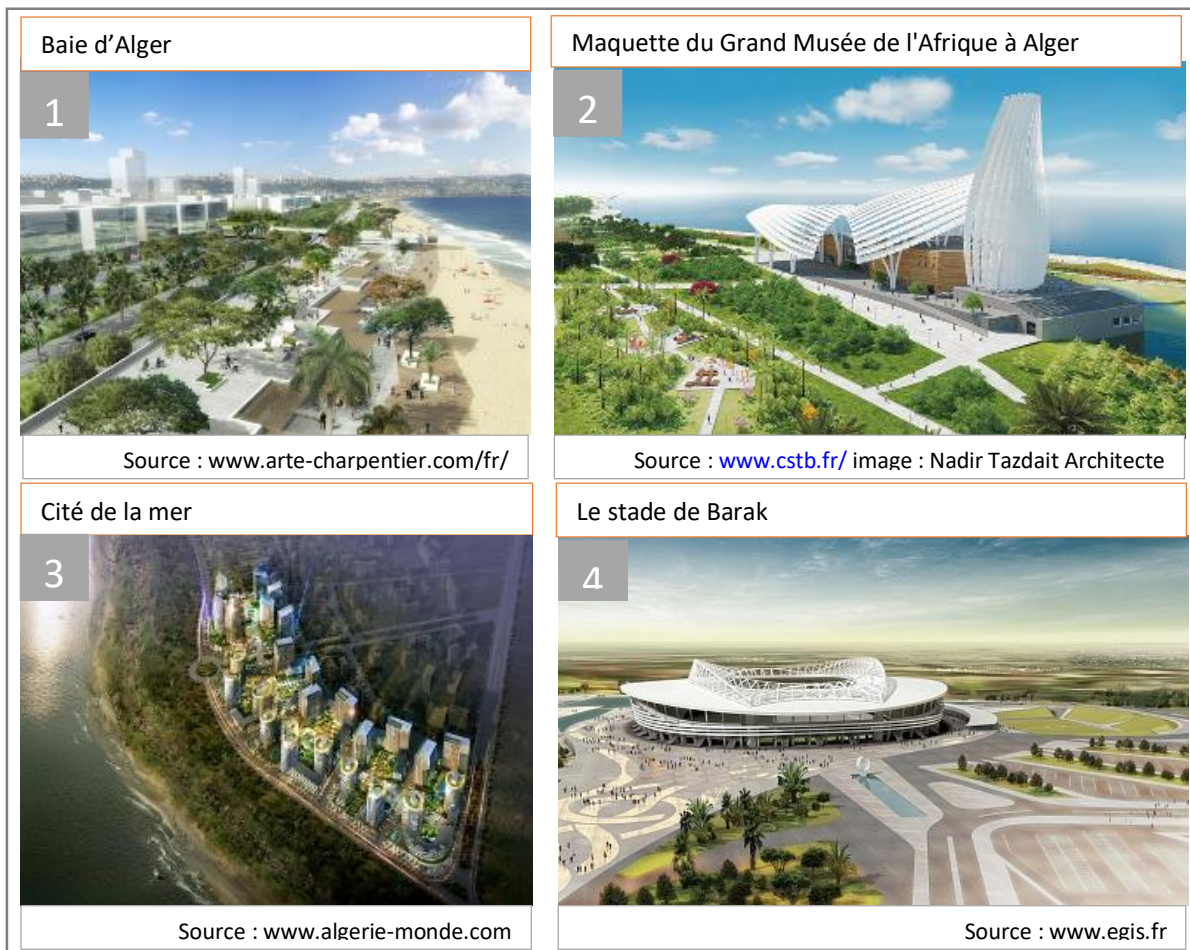 Baie d’Alger
Maquette du Grand Musée de l'Afrique à Alger
1
2
Source : www.arte-charpentier.com/fr/
Source : www.cstb.fr/ image : Nadir Tazdait Architecte
Cité de la mer
Le stade de Barak
3
4
Source : www.algerie-monde.com
Source : www.egis.fr